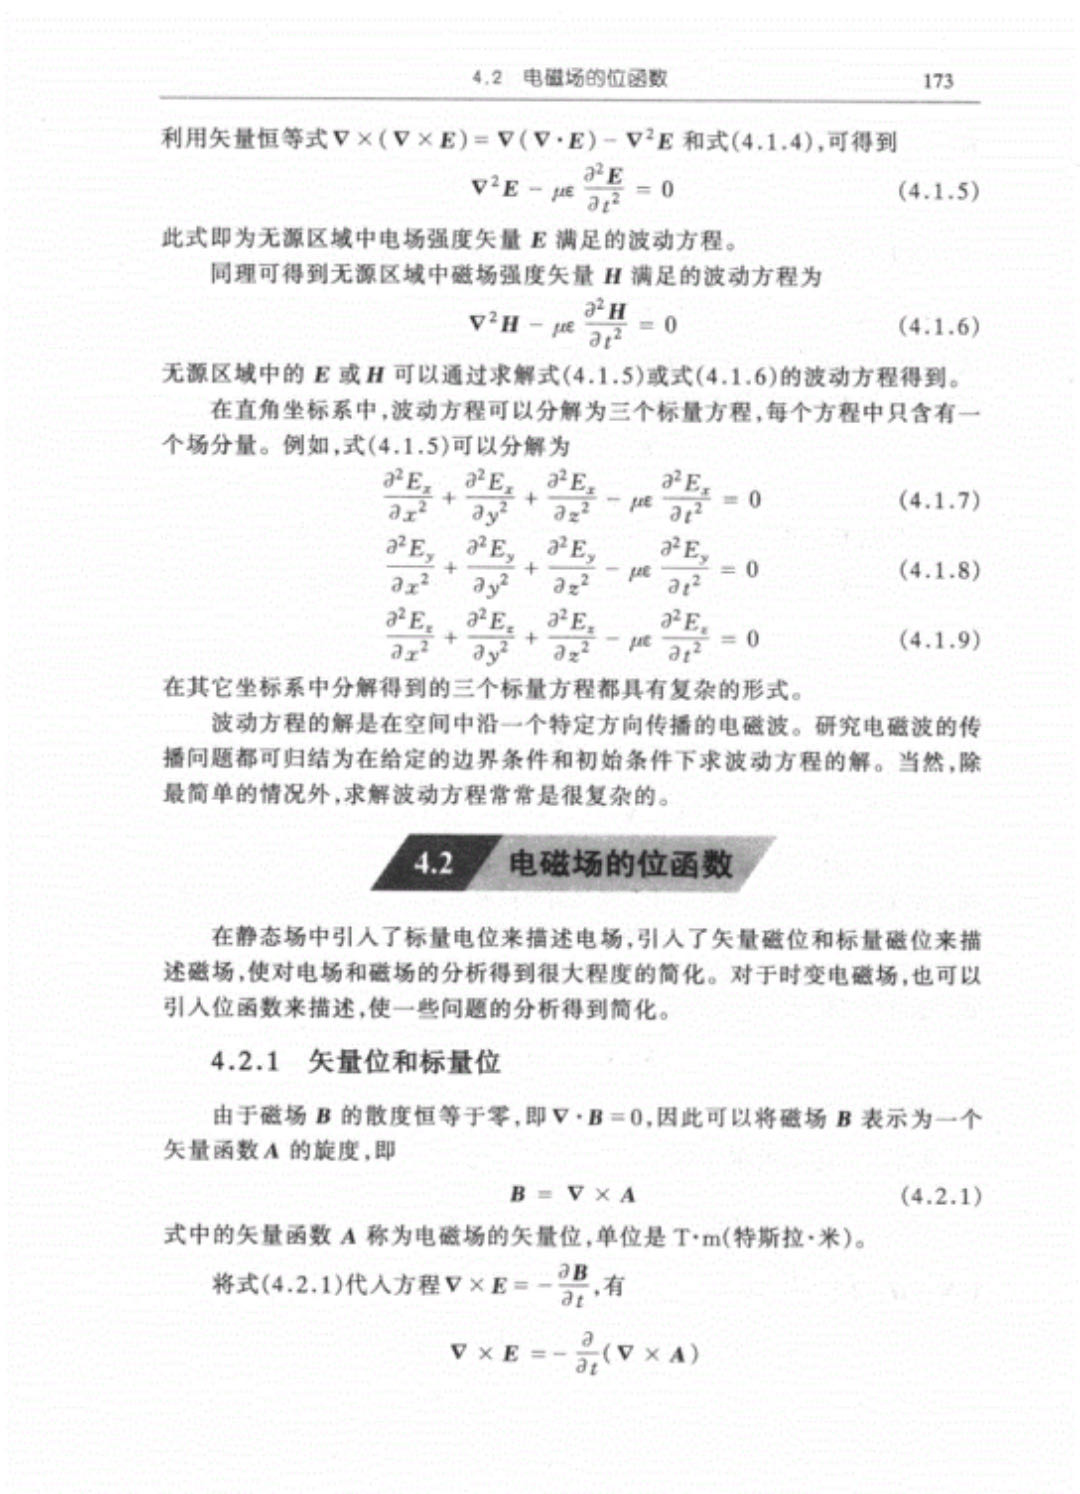 4.2 电磁场的位函数 173
利用矢量恒等式∇×(∇×E)=∇(∇·E)-∇²E 和式(4.1.4),可得到
∇²E - με ∂²E/∂t² = 0 (4.1.5)
此式即为无源区域中电场强度矢量 E 满足的波动方程。
同理可得到无源区域中磁场强度矢量 H 满足的波动方程为
∇²H - με ∂²H/∂t² = 0 (4.1.6)
无源区域中的 E 或 H 可以通过求解式(4.1.5)或式(4.1.6)的波动方程得到。
在直角坐标系中,波动方程可以分解为三个标量方程,每个方程中只含有一
个场分量。例如,式(4.1.5)可以分解为
∂²Eₓ/∂x² + ∂²Eₓ/∂y² + ∂²Eₓ/∂z² - με ∂²Eₓ/∂t² = 0 (4.1.7)
∂²E_y/∂x² + ∂²E_y/∂y² + ∂²E_y/∂z² - με ∂²E_y/∂t² = 0 (4.1.8)
∂²E_z/∂x² + ∂²E_z/∂y² + ∂²E_z/∂z² - με ∂²E_z/∂t² = 0 (4.1.9)
在其它坐标系中分解得到的三个标量方程都具有复杂的形式。
波动方程的解是在空间中沿一个特定方向传播的电磁波。研究电磁波的传
播问题都可归结为在给定的边界条件和初始条件下求波动方程的解。当然,除
最简单的情况外,求解波动方程常常是很复杂的。
4.2 电磁场的位函数
在静态场中引入了标量电位来描述电场,引入了矢量磁位和标量磁位来描
述磁场,使对电场和磁场的分析得到很大程度的简化。对于时变电磁场,也可以
引入位函数来描述,使一些问题的分析得到简化。
4.2.1 矢量位和标量位
由于磁场 B 的散度恒等于零,即∇·B=0,因此可以将磁场 B 表示为一个
矢量函数 A 的旋度,即
B = ∇ × A (4.2.1)
式中的矢量函数 A 称为电磁场的矢量位,单位是 T·m(特斯拉·米)。
将式(4.2.1)代入方程∇×E=-∂B/∂t,有
∇ × E = -∂/∂t(∇ × A)